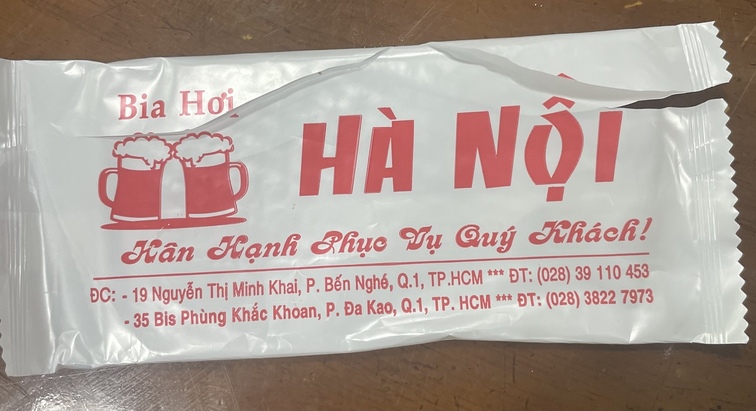 Bia Hơi
HÀ NỘI
Hân Hạnh Phục Vụ Quý Khách!
ĐC: - 19 Nguyễn Thị Minh Khai, P. Bến Nghé, Q.1, TP.HCM *** ĐT: (028) 39 110 453
- 35 Bis Phùng Khắc Khoan, P. Đa Kao, Q.1, TP. HCM *** ĐT: (028) 3822 7973